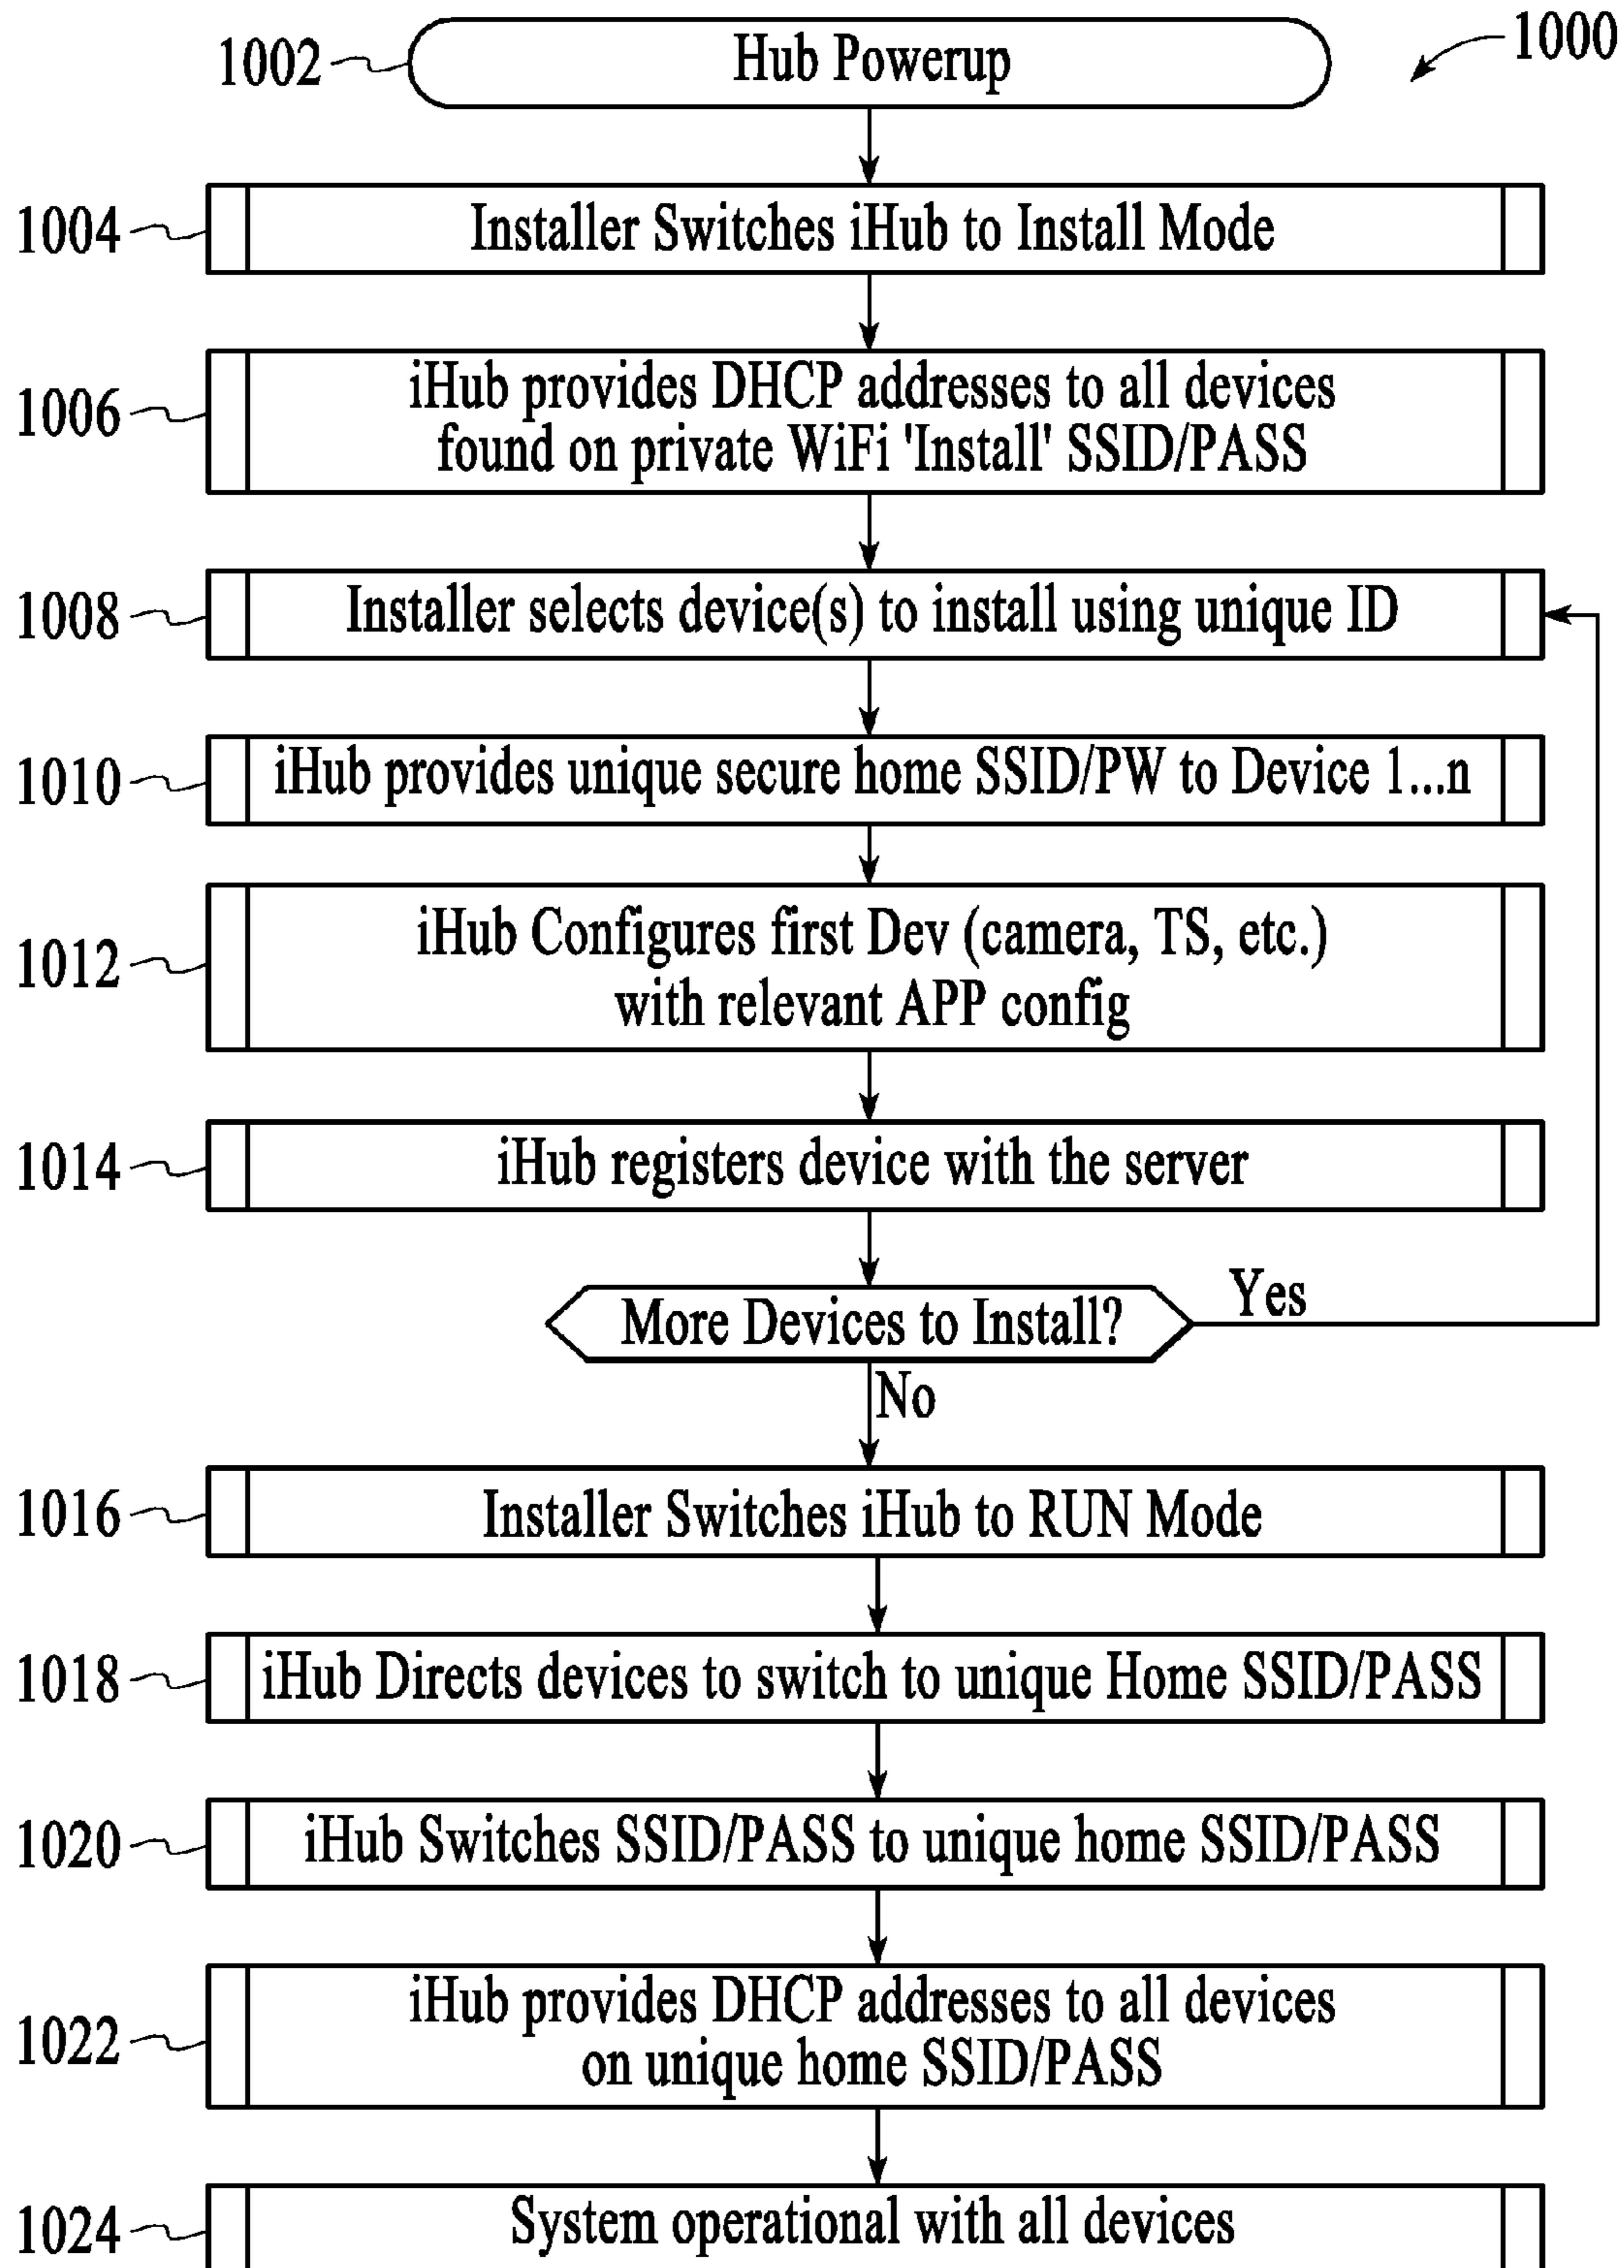 1002
Hub Powerup
1000
1004
Installer Switches iHub to Install Mode
1006
iHub provides DHCP addresses to all devices
found on private WiFi 'Install' SSID/PASS
1008
Installer selects device(s) to install using unique ID
1010
iHub provides unique secure home SSID/PW to Device 1...n
1012
iHub Configures first Dev (camera, TS, etc.)
with relevant APP config
1014
iHub registers device with the server
More Devices to Install?
Yes
No
1016
Installer Switches iHub to RUN Mode
1018
iHub Directs devices to switch to unique Home SSID/PASS
1020
iHub Switches SSID/PASS to unique home SSID/PASS
1022
iHub provides DHCP addresses to all devices
on unique home SSID/PASS
1024
System operational with all devices